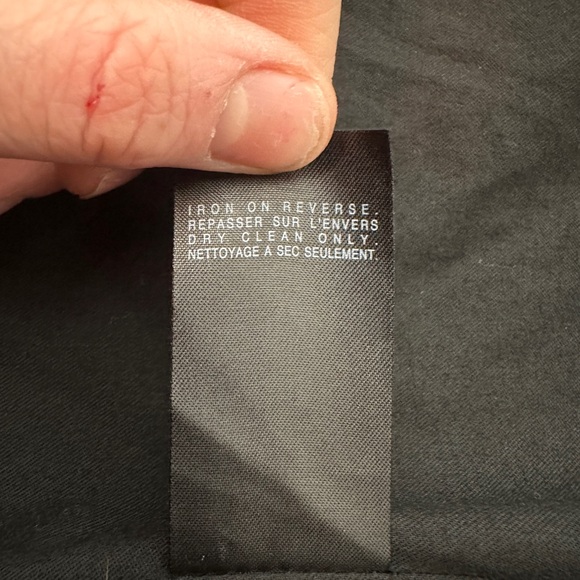 IRON ON REVERSE.
REPASSER SUR L'ENVERS
DRY CLEAN ONLY.
NETTOYAGE A SEC SEULEMENT.